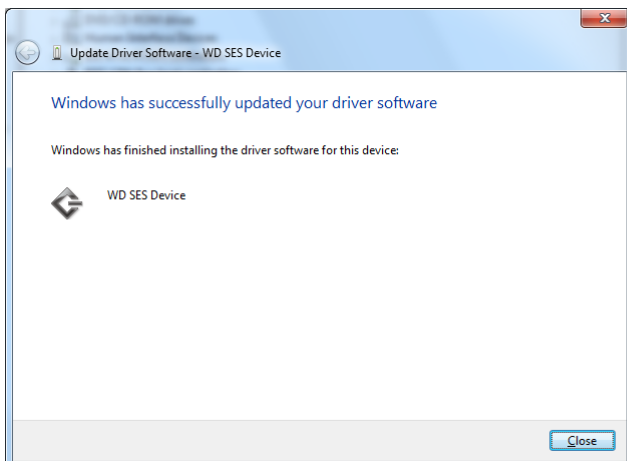 Update Driver Software - WD SES Device
Windows has successfully updated your driver software
Windows has finished installing the driver software for this device:
WD SES Device
Close